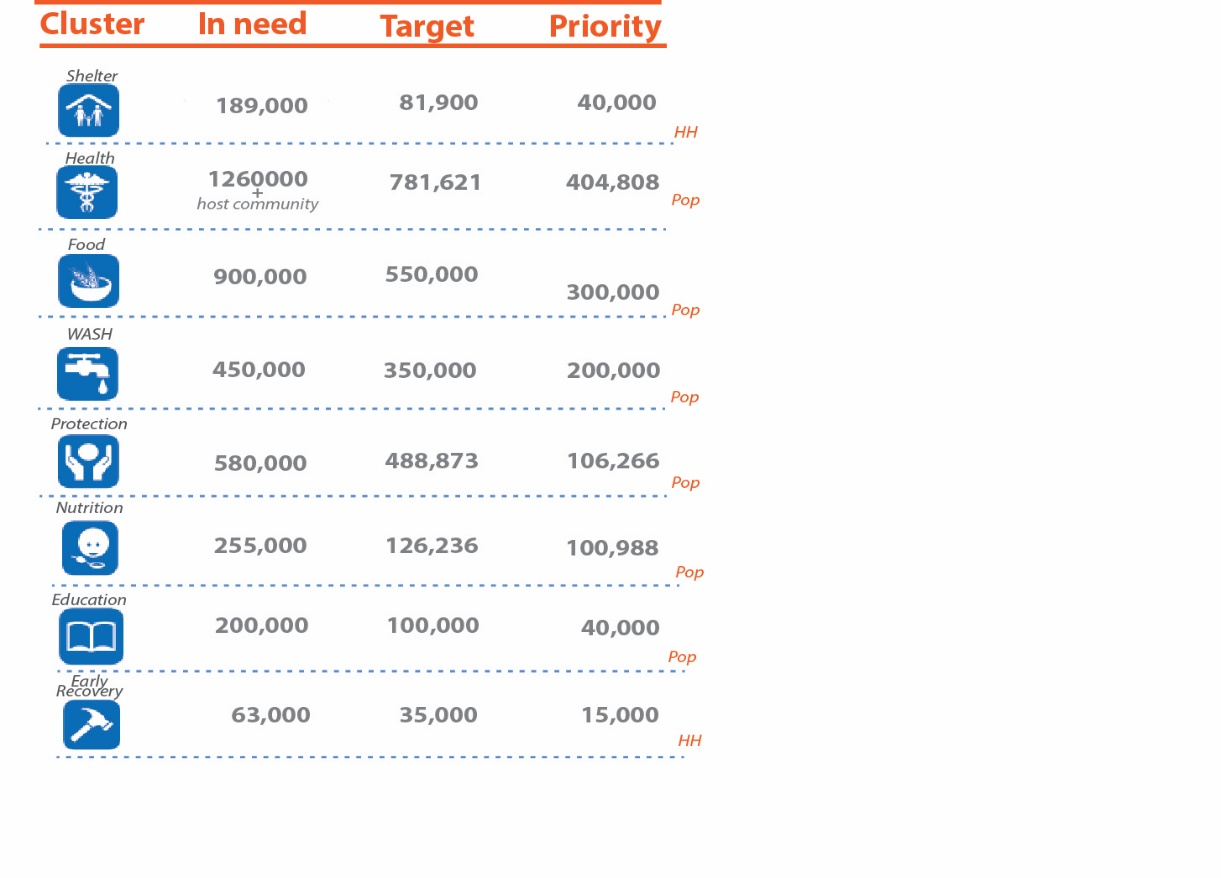 Cluster In need Target Priority
Shelter
189,000 81,900 40,000
HH
Health
1260000 781,621 404,808
+
host community Pop
Food
900,000 550,000 300,000
Pop
WASH
450,000 350,000 200,000
Pop
Protection
580,000 488,873 106,266
Pop
Nutrition
255,000 126,236 100,988
Pop
Education
200,000 100,000 40,000
Pop
Early
Recovery
63,000 35,000 15,000
HH